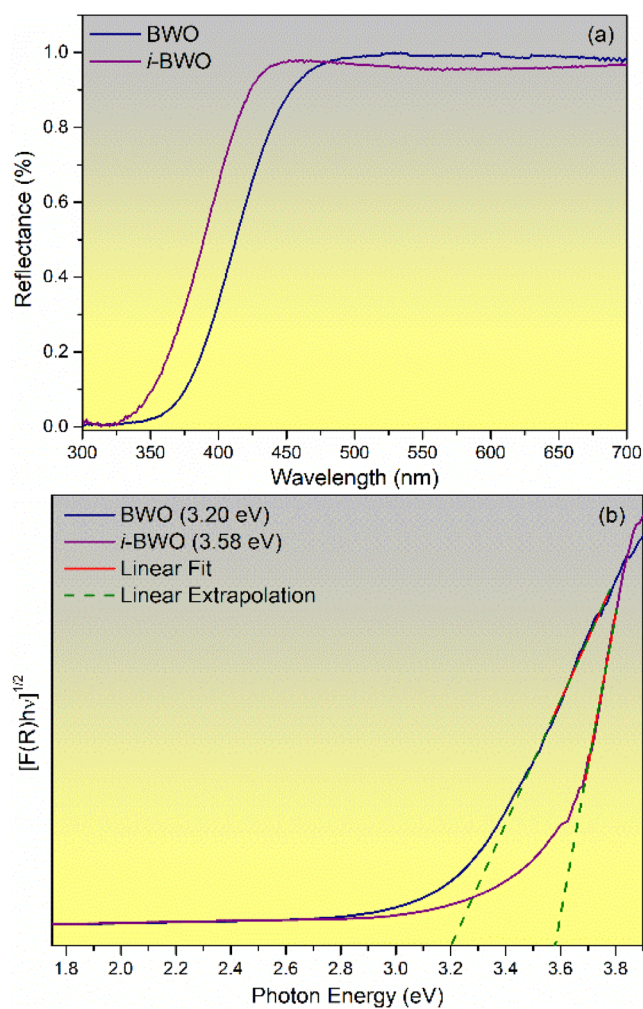 BWO
i-BWO
(a)
1.0
0.8
0.6
0.4
0.2
0.0
Reflectance (%)
300 350 400 450 500 550 600 650 700
Wavelength (nm)
BWO (3.20 eV)
i-BWO (3.58 eV)
Linear Fit
Linear Extrapolation
(b)
[F(R)hν]1/2
1.8 2.0 2.2 2.4 2.6 2.8 3.0 3.2 3.4 3.6 3.8
Photon Energy (eV)